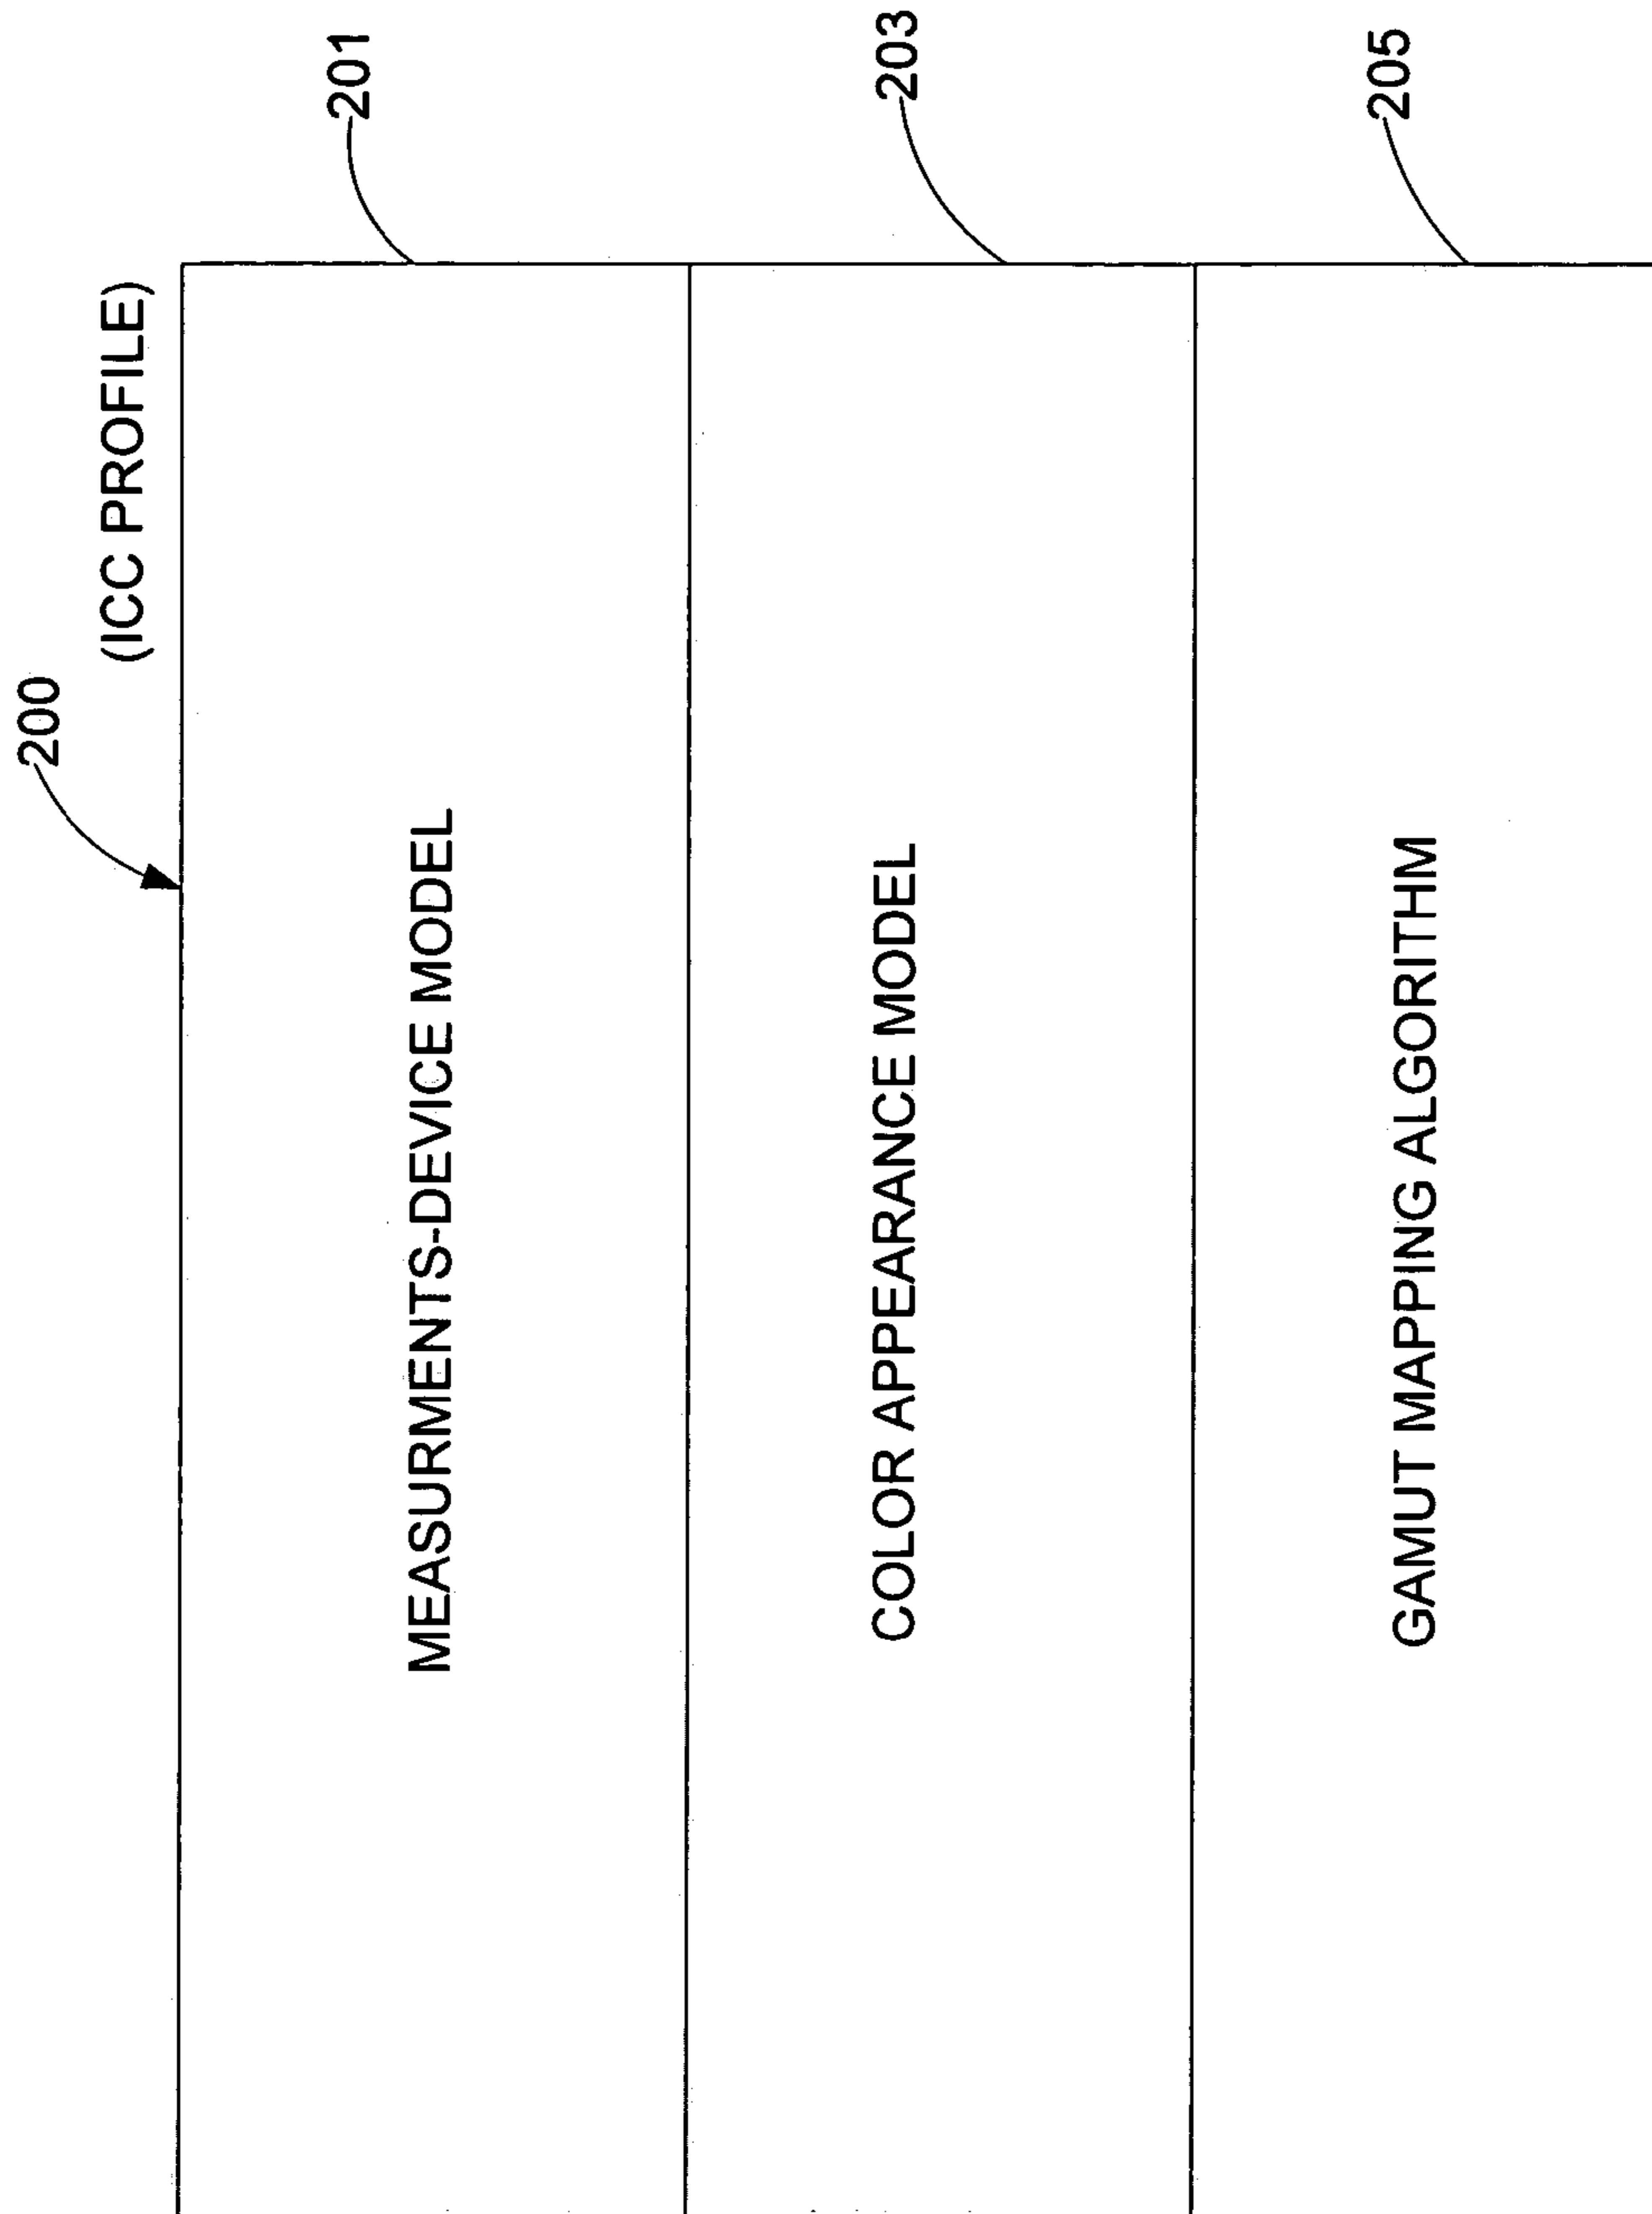 200
(ICC PROFILE)
201
MEASURMENTS-DEVICE MODEL
203
COLOR APPEARANCE MODEL
205
GAMUT MAPPING ALGORITHM